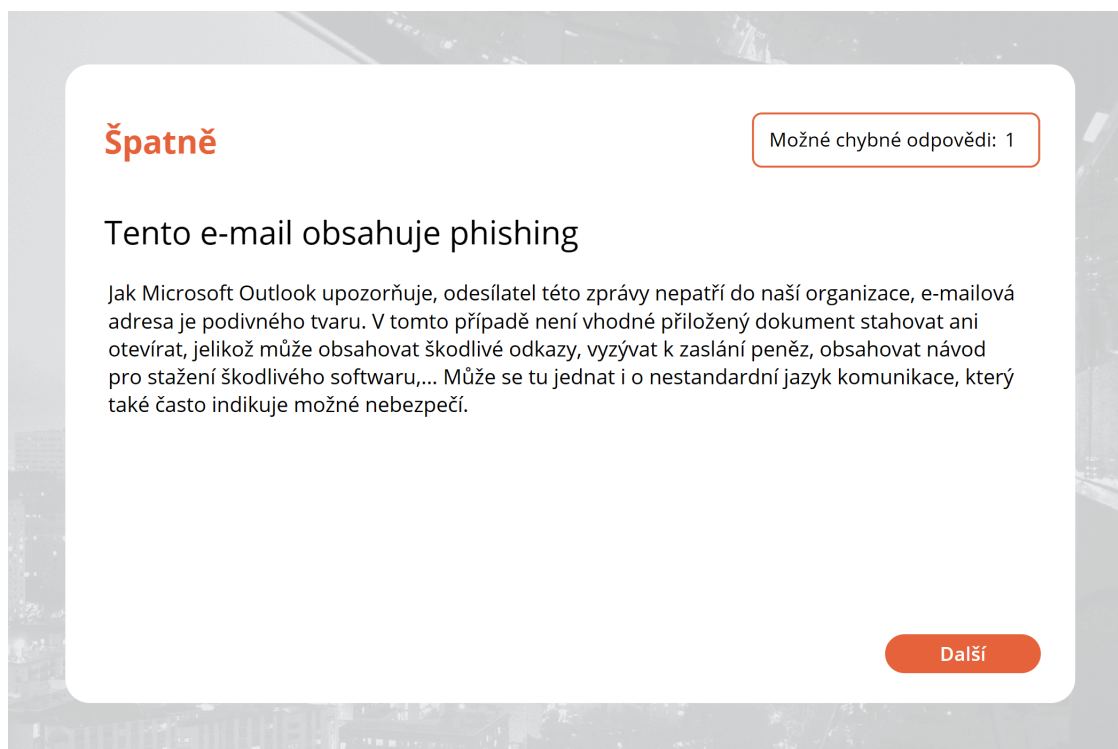 Špatně
Možné chybné odpovědi: 1
Tento e-mail obsahuje phishing
Jak Microsoft Outlook upozorňuje, odesílatel této zprávy nepatří do naší organizace, e-mailová
adresa je podivného tvaru. V tomto případě není vhodné přiložený dokument stahovat ani
otevírat, jelikož může obsahovat škodlivé odkazy, vyzývat k zaslání peněz, obsahovat návod
pro stažení škodlivého softwaru,... Může se tu jednat i o nestandardní jazyk komunikace, který
také často indikuje možné nebezpečí.
Další